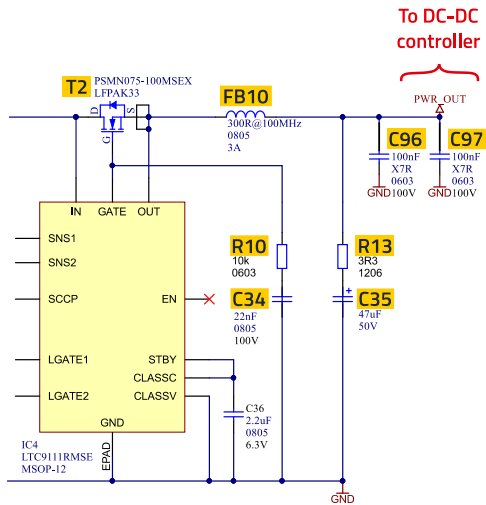 To DC-DC
controller
PWR_OUT
T2
PSMN075-100MSEX
LFPAK33
D
S
G
FB10
300R@100MHz
0805
3A
C96
100nF
X7R
0603
GND 100V
C97
100nF
X7R
0603
GND 100V
IN
GATE
OUT
SNS1
SNS2
SCCP
LGATE1
LGATE2
EN
STBY
CLASSC
CLASSV
GND
EPAD
IC4
LTC9111RMSE
MSOP-12
R10
10k
0603
C34
22nF
0805
100V
R13
3R3
1206
+
C35
47uF
50V
C36
2.2uF
0805
6.3V
GND